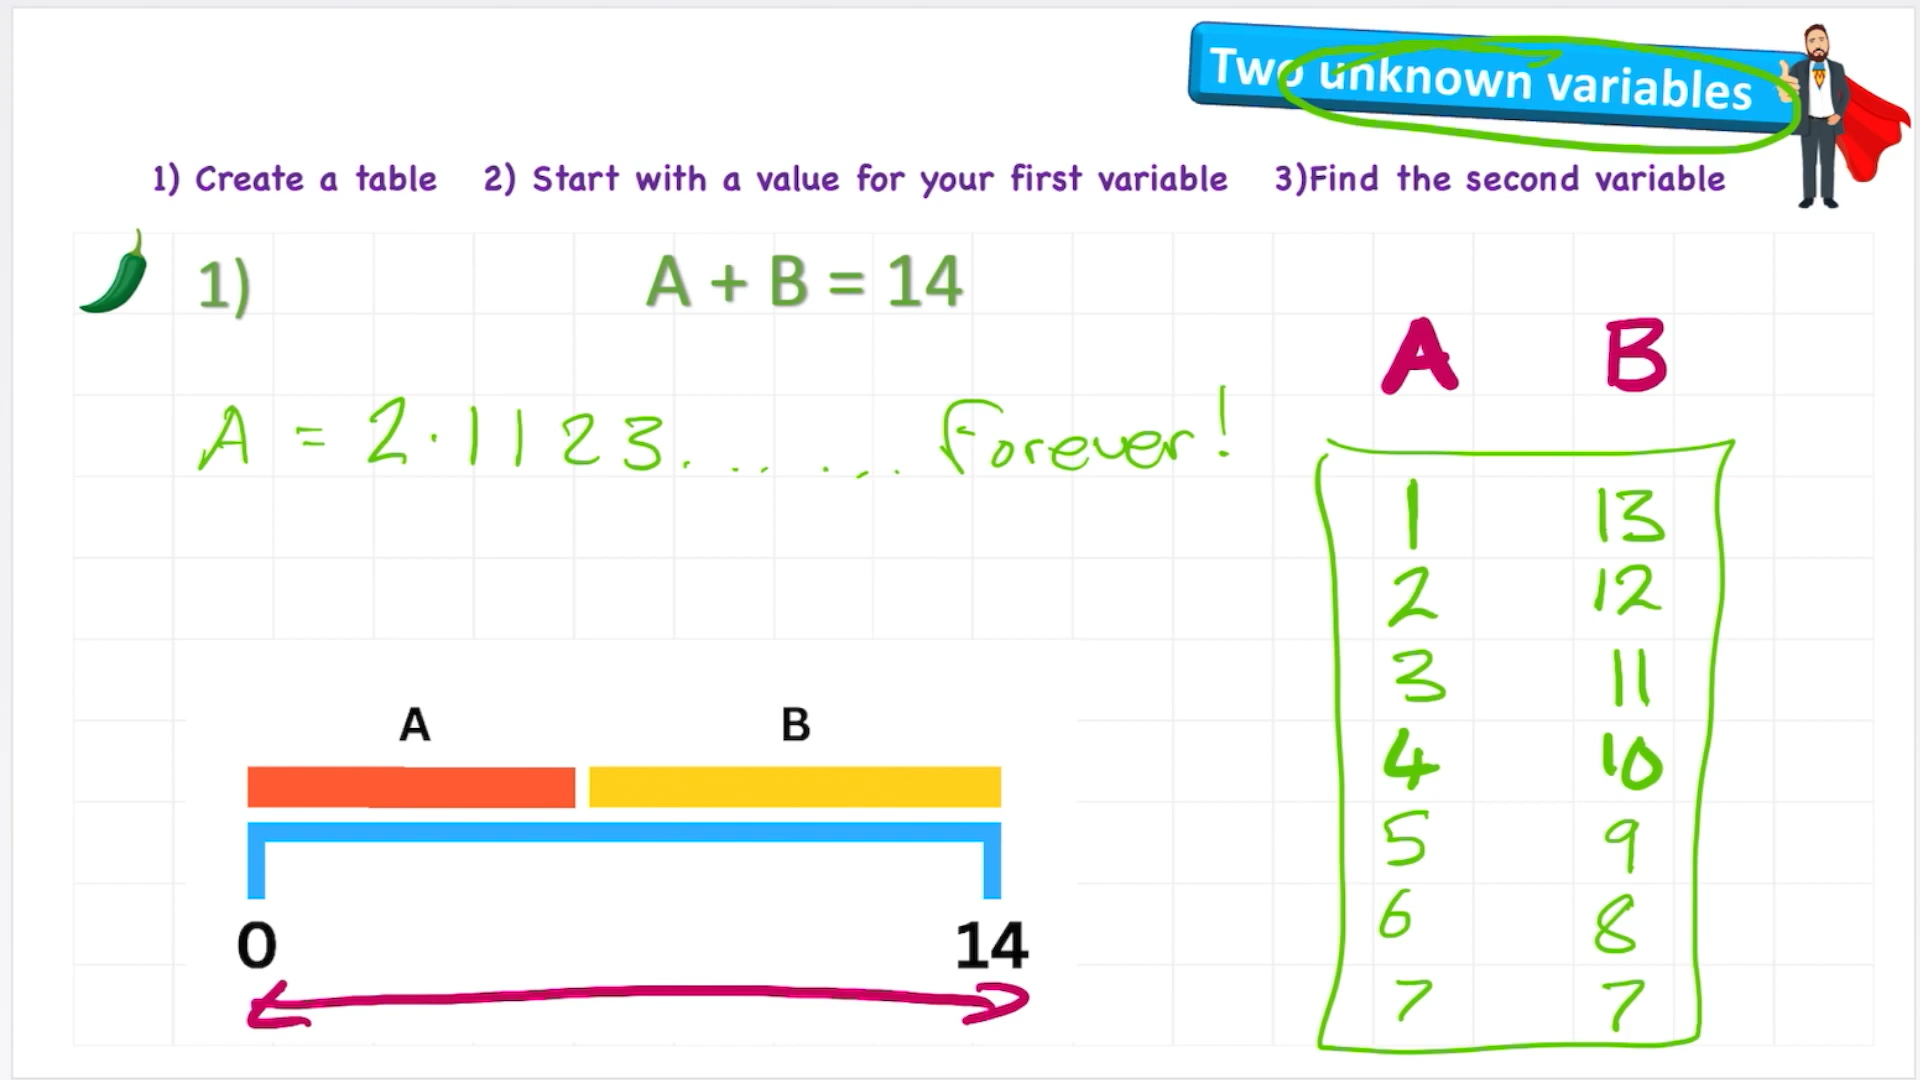 Two unknown variables
1) Create a table 2) Start with a value for your first variable 3)Find the second variable
1) A + B = 14
A B
A = 2.1123......... Forever!
1 13
2 12
3 11
4 10
5 9
6 8
7 7
A B
0 14